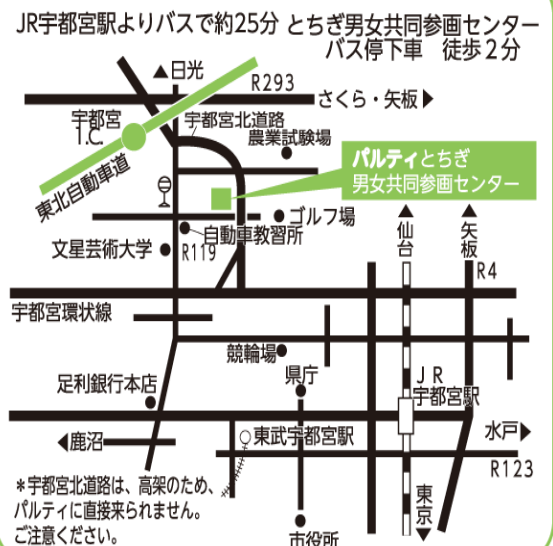 JR宇都宮駅よりバスで約25分 とちぎ男女共同参画センター
バス停下車 徒歩2分
▲日光
R293
さくら・矢板▶
宇都宮
I.C.
宇都宮北道路
農業試験場
東北自動車道
パルティとちぎ
男女共同参画センター
ゴルフ場
自動車教習所
文星芸術大学
R119
▲仙台
▲矢板
R4
宇都宮環状線
競輪場
県庁
JR
宇都宮駅
足利銀行本店
◀鹿沼
東武宇都宮駅
水戸▶
R123
東京▼
市役所
*宇都宮北道路は、高架のため、
パルティに直接来られません。
ご注意ください。